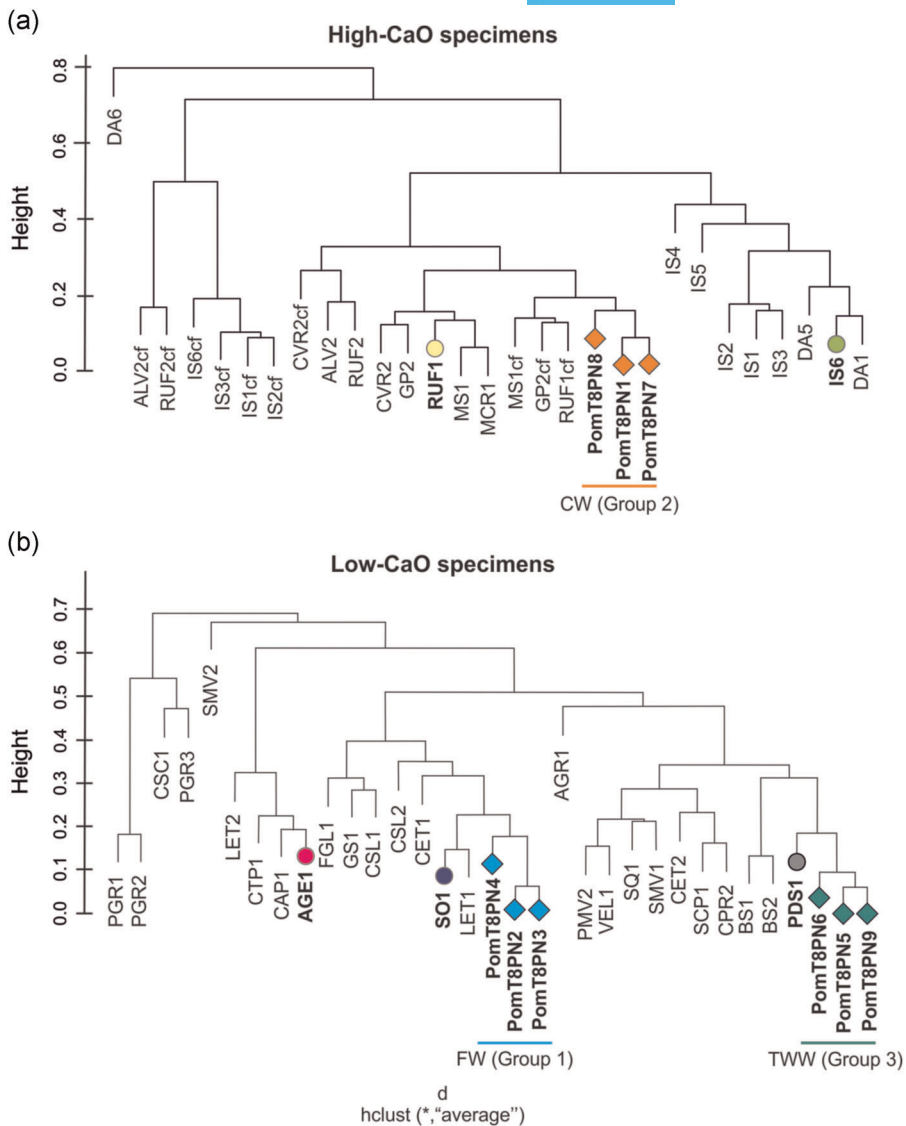 (a)
High-CaO specimens
Height
0.8
0.6
0.4
0.2
0.0
DA6
ALV2cf
RUF2cf
IS6cf
IS3cf
IS1cf
IS2cf
CVR2cf
ALV2
RUF2
CVR2
GP2
RUF1
MS1
MCR1
MS1cf
GP2cf
RUF1cf
PomT8PN8
PomT8PN1
PomT8PN7
IS4
IS5
IS2
IS1
IS3
DA5
IS6
DA1
CW (Group 2)
(b)
Low-CaO specimens
Height
0.7
0.6
0.5
0.4
0.3
0.2
0.1
0.0
PGR1
PGR2
CSC1
PGR3
SMV2
LET2
CTP1
CAP1
AGE1
FGL1
GS1
CSL1
CSL2
CET1
SO1
LET1
PomT8PN4
PomT8PN2
PomT8PN3
AGR1
PMV2
VEL1
SQ1
SMV1
CET2
SCP1
CPR2
BS1
BS2
PDS1
PomT8PN6
PomT8PN5
PomT8PN9
FW (Group 1)
TWW (Group 3)
d
hclust (*,“average”)